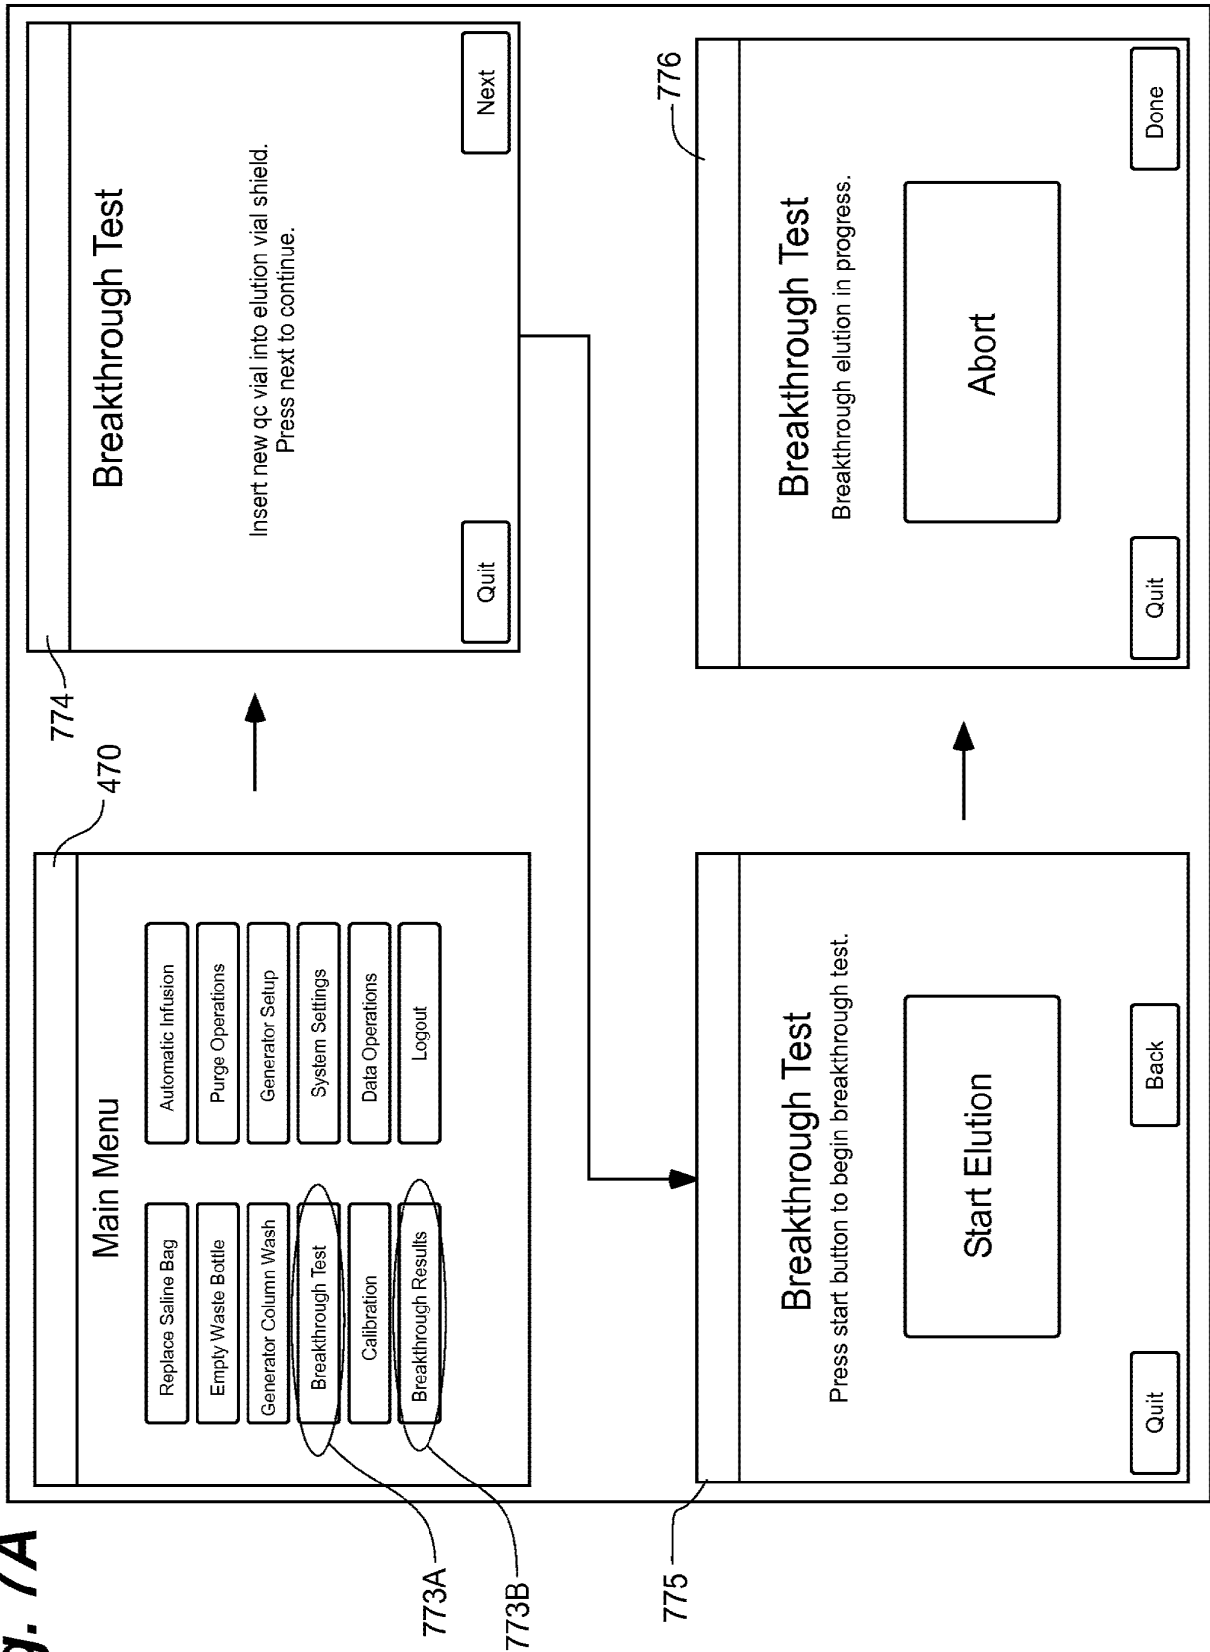 470
Main Menu
Replace Saline Bag
Automatic Infusion
Empty Waste Bottle
Purge Operations
Generator Column Wash
Generator Setup
Breakthrough Test
System Settings
Calibration
Data Operations
Breakthrough Results
Logout
773A
773B
774
Breakthrough Test
Insert new qc vial into elution vial shield.
Press next to continue.
Quit
Next
775
Breakthrough Test
Press start button to begin breakthrough test.
Start Elution
Quit
Back
776
Breakthrough Test
Breakthrough elution in progress.
Abort
Quit
Done
g. 7A